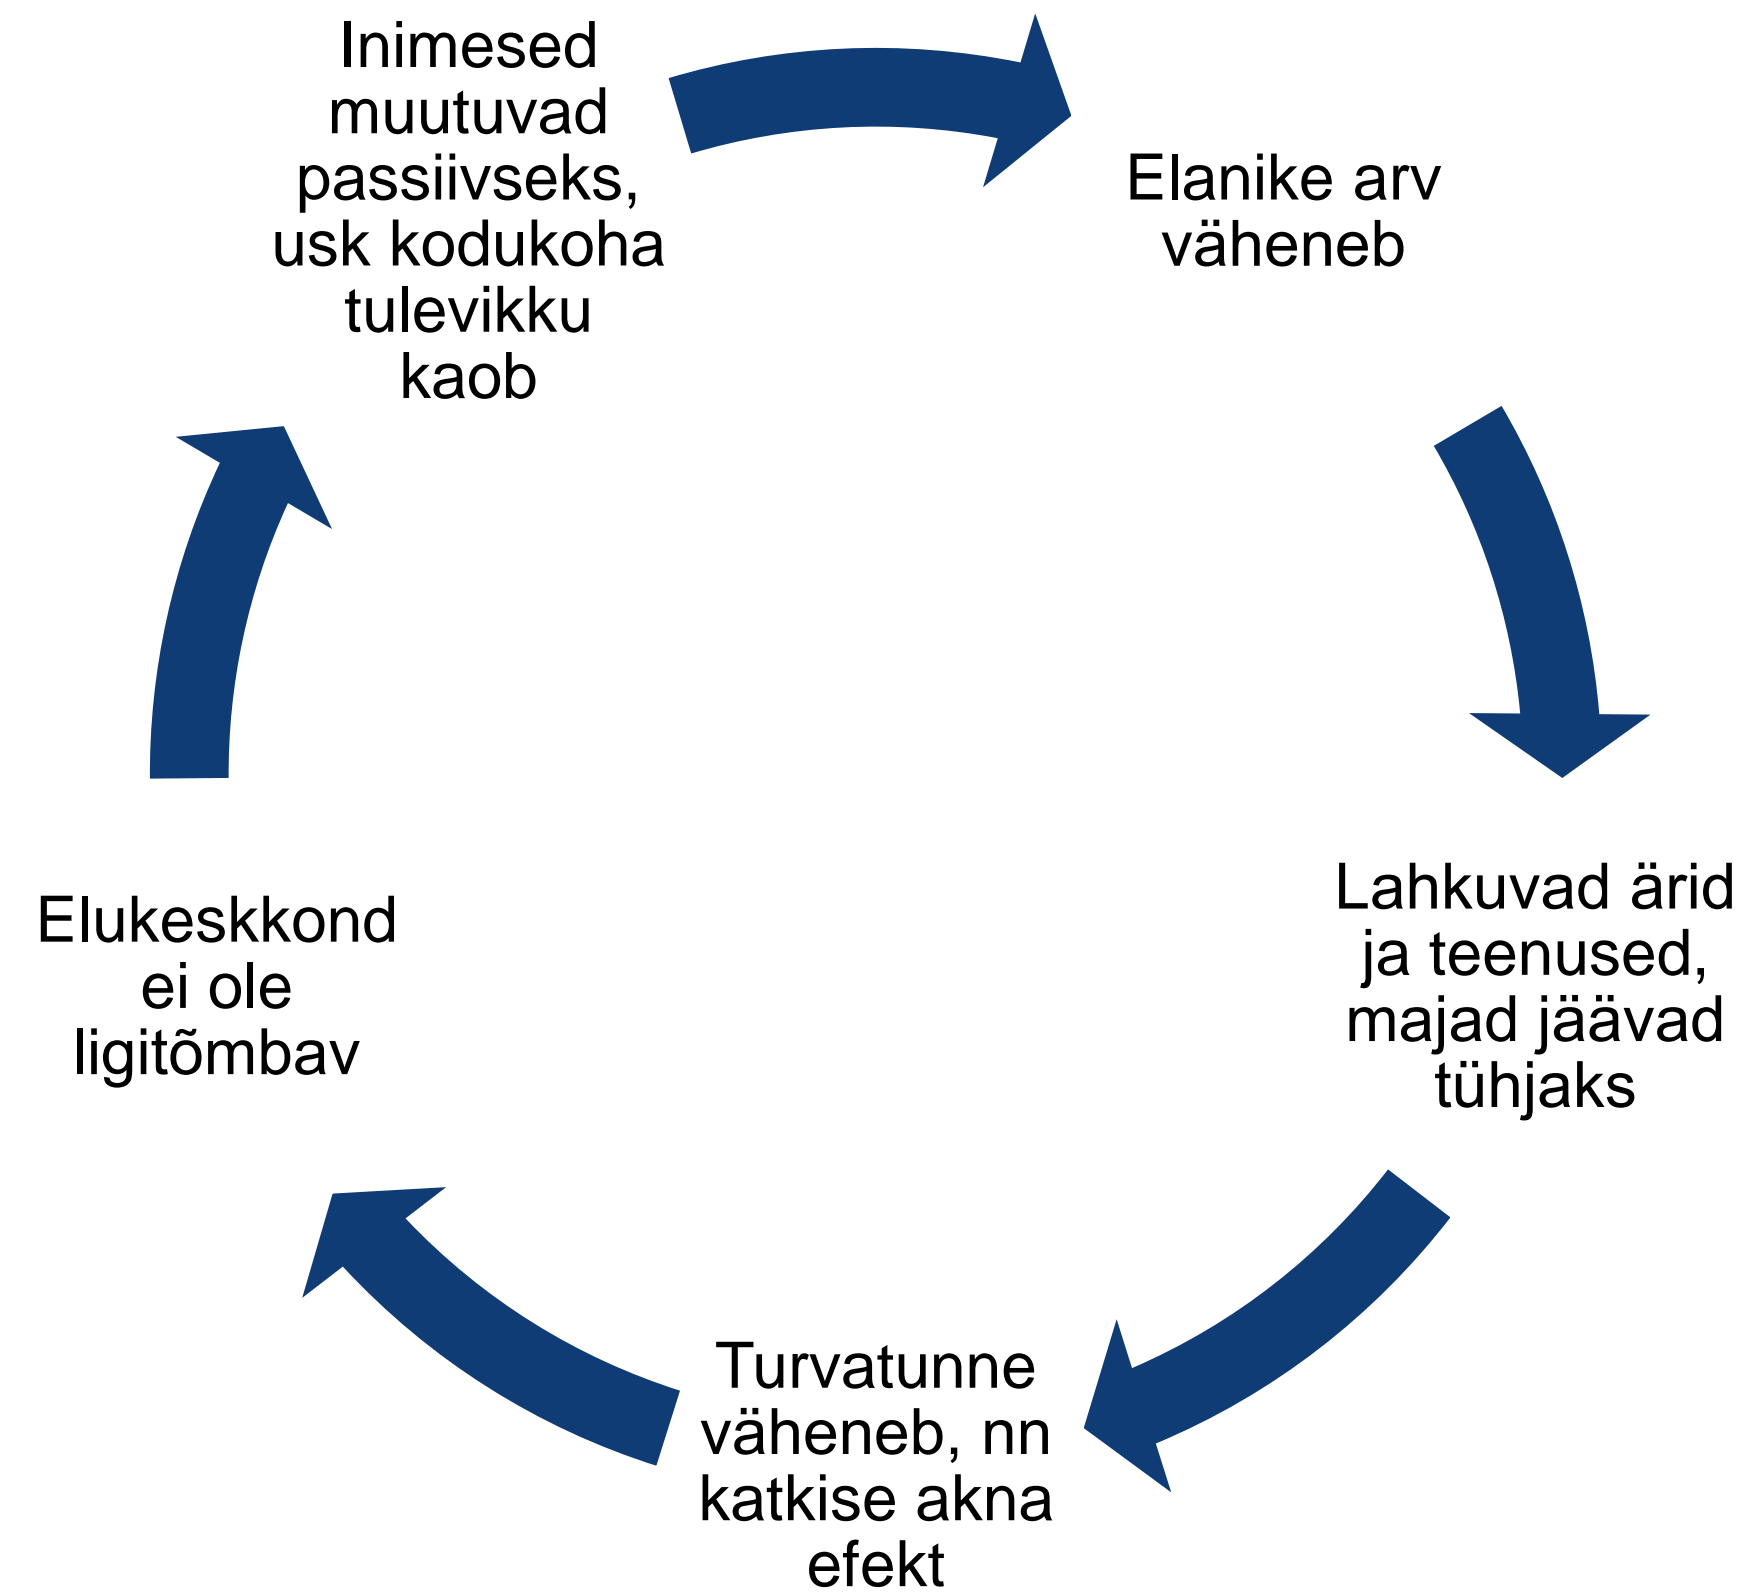 Inimesed
muutuvad
passiivseks,
usk kodukoha
tulevikku
kaob
Elanike arv
väheneb
Lahkuvad ärid
ja teenused,
majad jäävad
tühjaks
Turvatunne
väheneb, nn
katkise akna
efekt
Elukeskkond
ei ole
ligitõmbav